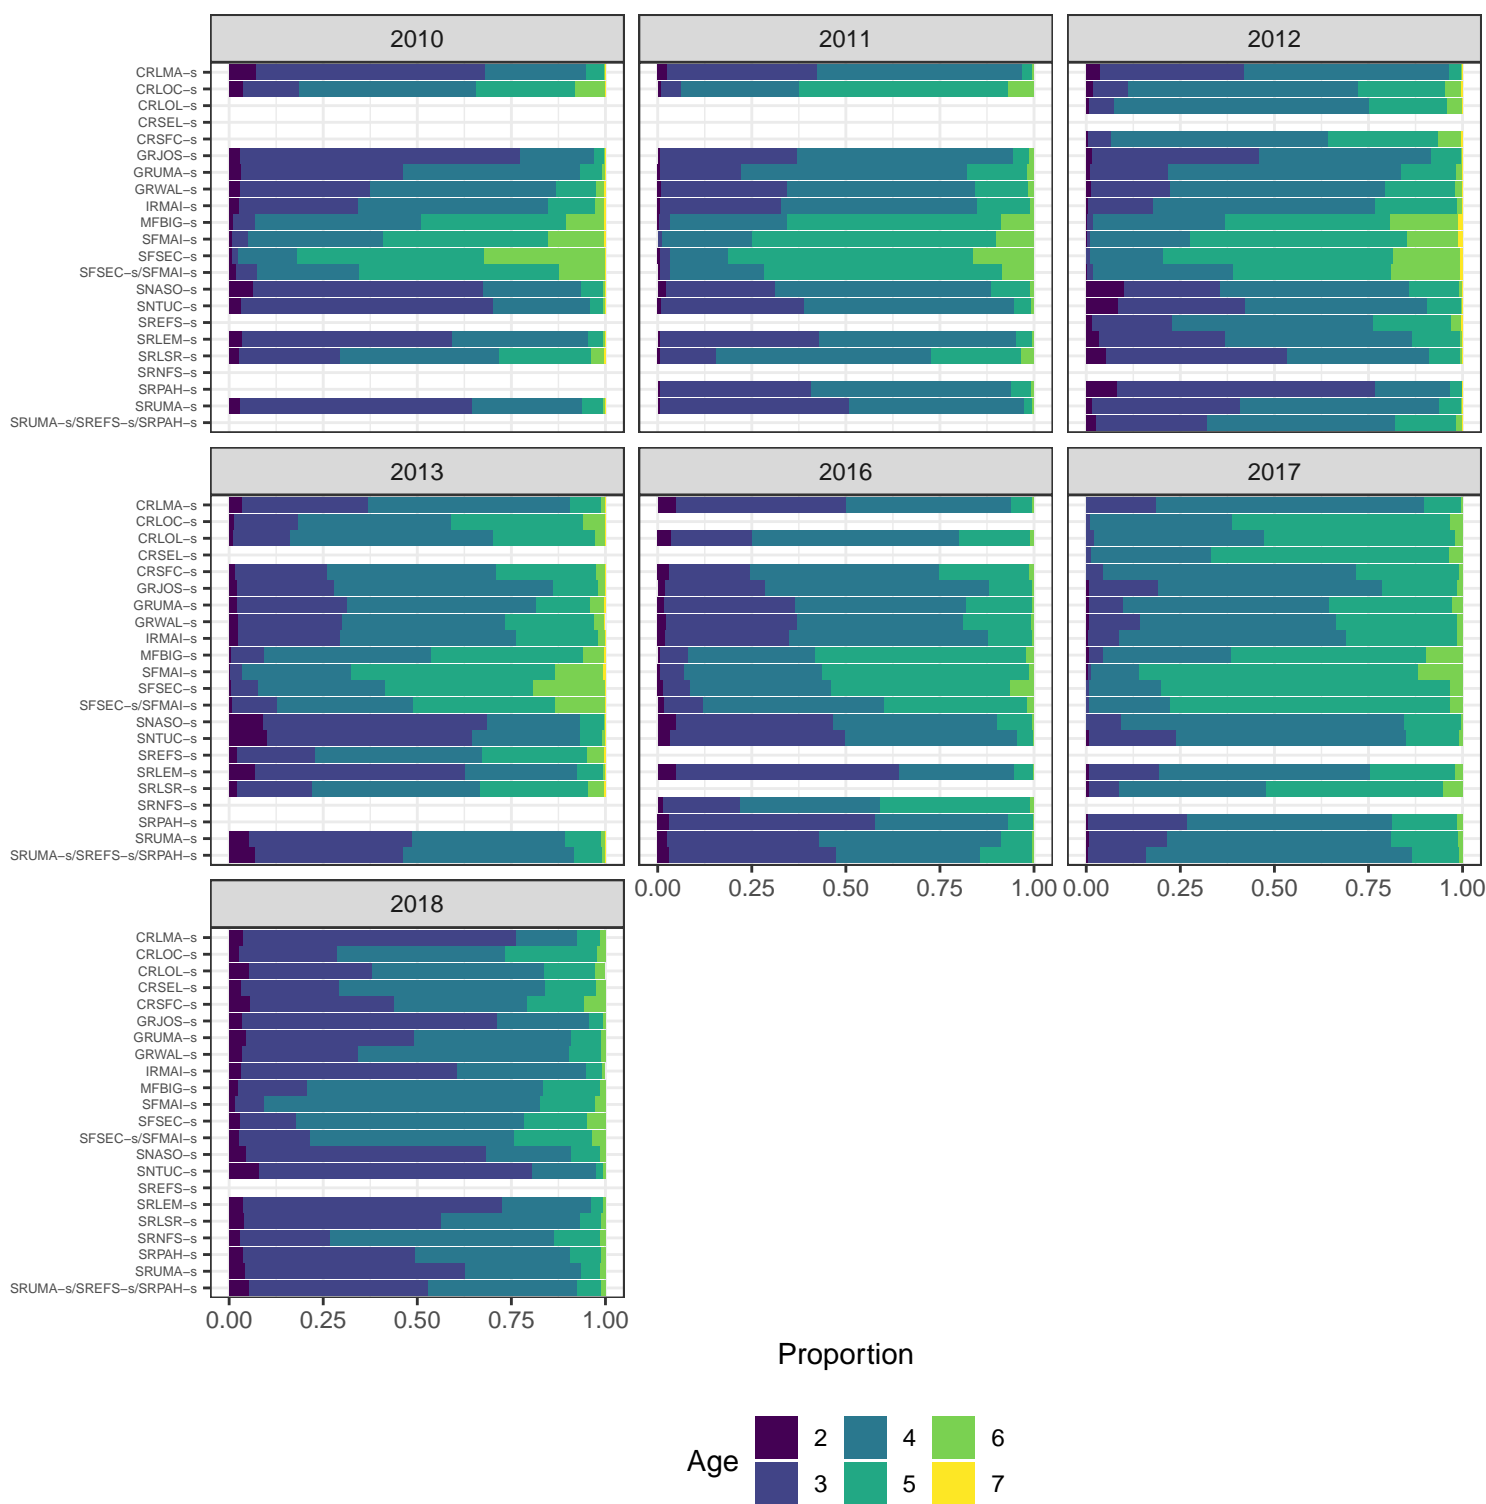 2010 2011 2012
CRLMA-s
CRLOC-s
CRLOL-s
CRSEL-s
CRSFC-s
GRJOS-s
GRUMA-s
GRWAL-s
IRMAI-s
MFBIG-s
SFMAI-s
SFSEC-s
SFSEC-s/SFMAI-s
SNASO-s
SNTUC-s
SREFS-s
SRLEM-s
SRLSR-s
SRNFS-s
SRPAH-s
SRUMA-s
SRUMA-s/SREFS-s/SRPAH-s
2013 2016 2017
CRLMA-s
CRLOC-s
CRLOL-s
CRSEL-s
CRSFC-s
GRJOS-s
GRUMA-s
GRWAL-s
IRMAI-s
MFBIG-s
SFMAI-s
SFSEC-s
SFSEC-s/SFMAI-s
SNASO-s
SNTUC-s
SREFS-s
SRLEM-s
SRLSR-s
SRNFS-s
SRPAH-s
SRUMA-s
SRUMA-s/SREFS-s/SRPAH-s
0.00 0.25 0.50 0.75 1.00 0.00 0.25 0.50 0.75 1.00
2018
CRLMA-s
CRLOC-s
CRLOL-s
CRSEL-s
CRSFC-s
GRJOS-s
GRUMA-s
GRWAL-s
IRMAI-s
MFBIG-s
SFMAI-s
SFSEC-s
SFSEC-s/SFMAI-s
SNASO-s
SNTUC-s
SREFS-s
SRLEM-s
SRLSR-s
SRNFS-s
SRPAH-s
SRUMA-s
SRUMA-s/SREFS-s/SRPAH-s
0.00 0.25 0.50 0.75 1.00
Proportion
Age
2 4 6
3 5 7